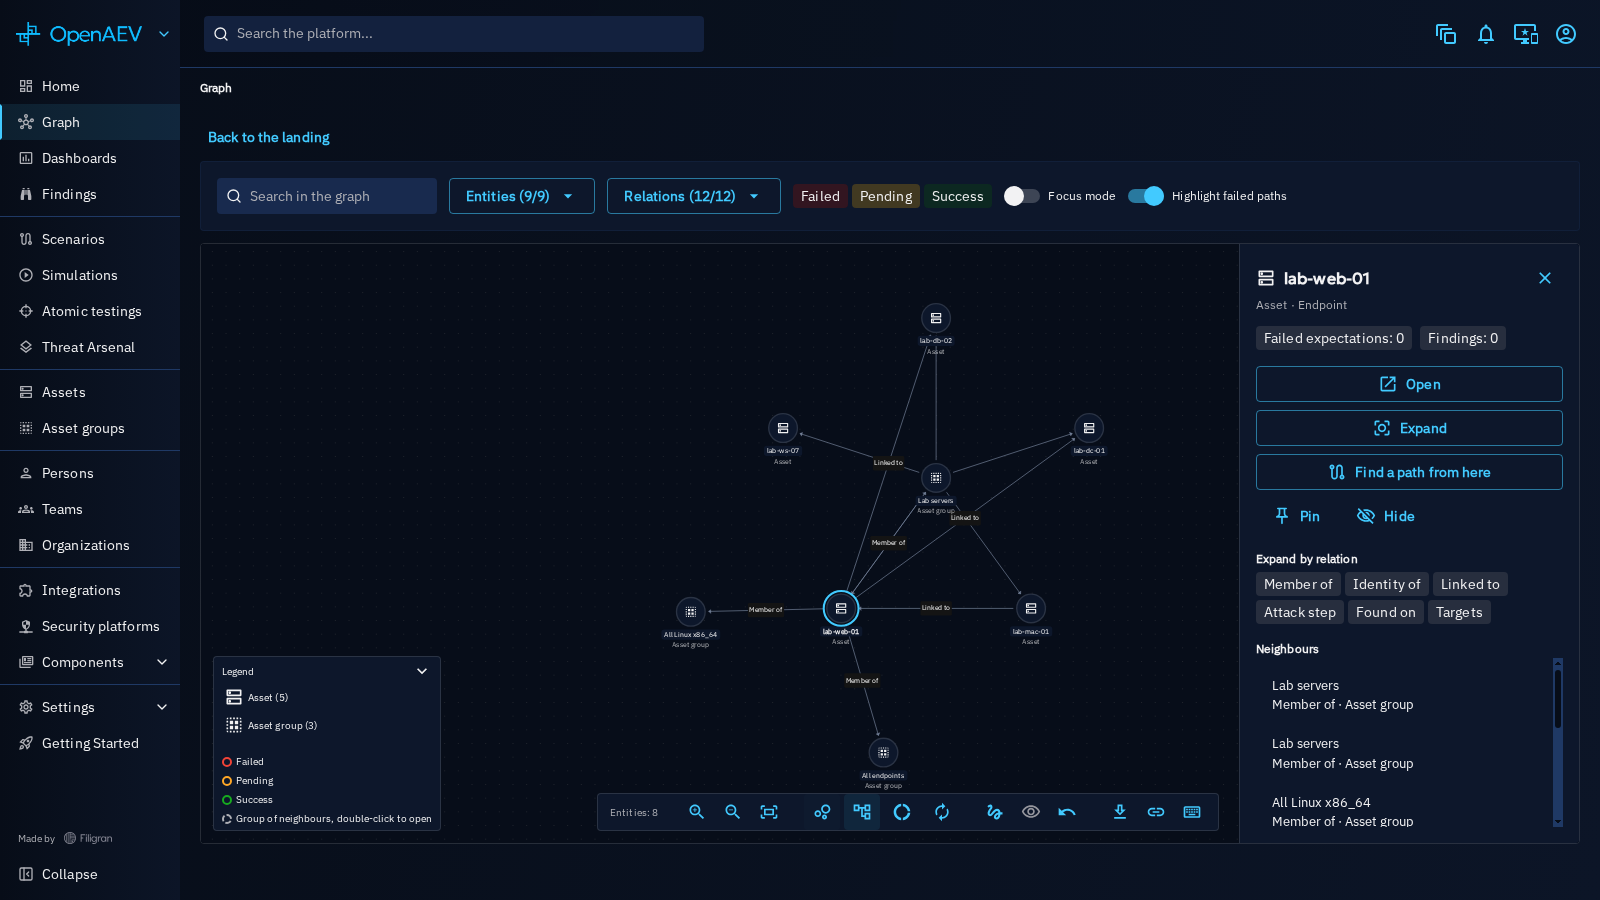 OpenAEV
Search the platform...
Home
Graph
Dashboards
Findings
Scenarios
Simulations
Atomic testings
Threat Arsenal
Assets
Asset groups
Persons
Teams
Organizations
Integrations
Security platforms
Components
Settings
Getting Started
Made by Filigran
Collapse
Graph
Back to the landing
Search in the graph
Entities (9/9)
Relations (12/12)
Failed
Pending
Success
Focus mode
Highlight failed paths
lab-db-02
Asset
lab-ws-07
Asset
lab-dc-01
Asset
Linked to
Lab servers
Asset group
Linked to
Member of
Member of
lab-web-01
Asset
Linked to
lab-mac-01
Asset
All Linux x86_64
Asset group
Member of
All endpoints
Asset group
Legend
Asset (5)
Asset group (3)
Failed
Pending
Success
Group of neighbours, double-click to open
Entities: 8
lab-web-01
Asset · Endpoint
Failed expectations: 0
Findings: 0
Open
Expand
Find a path from here
Pin
Hide
Expand by relation
Member of
Identity of
Linked to
Attack step
Found on
Targets
Neighbours
Lab servers
Member of · Asset group
Lab servers
Member of · Asset group
All Linux x86_64
Member of · Asset group